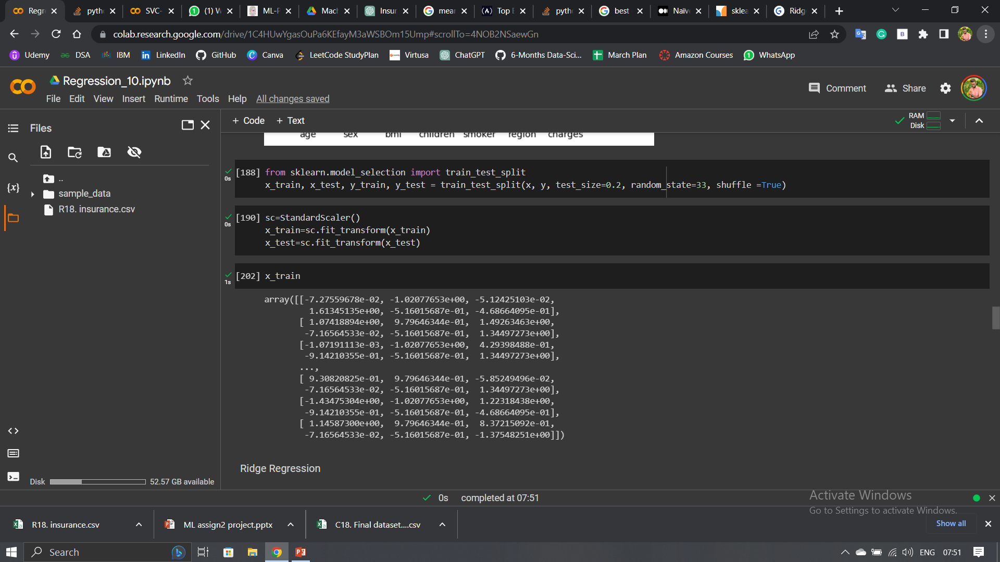 Regr
pyth
SVC-
(1) W
ML-P
Mach
Insur
mear
Top E
pyth
best
Naïv
sklea
Ridg
colab.research.google.com/drive/1C4HUwYgasOuPa6KEfayM3aWSBOm15Ump#scrollTo=4NOB2NSaewGn
Udemy DSA IBM LinkedIn GitHub Canva LeetCode StudyPlan Virtusa ChatGPT 6-Months Data-Sci... March Plan Amazon Courses WhatsApp
Regression_10.ipynb
Comment Share
File Edit View Insert Runtime Tools Help All changes saved
Files
+ Code + Text
RAM
Disk
age sex bmi children smoker region charges
..
sample_data
R18. insurance.csv
0s
[188] from sklearn.model_selection import train_test_split
x_train, x_test, y_train, y_test = train_test_split(x, y, test_size=0.2, random_state=33, shuffle =True)
0s
[190] sc=StandardScaler()
x_train=sc.fit_transform(x_train)
x_test=sc.fit_transform(x_test)
1s
[202] x_train
array([[-7.27559678e-02, -1.02077653e+00, -5.12425103e-02,
1.61345135e+00, -5.16015687e-01, -4.68664095e-01],
[ 1.07418894e+00, 9.79646344e-01, 1.49263463e+00,
-7.16564533e-02, -5.16015687e-01, 1.34497273e+00],
[-1.07191113e-03, -1.02077653e+00, 4.29398488e-01,
-9.14210355e-01, -5.16015687e-01, 1.34497273e+00],
...,
[ 9.30820825e-01, 9.79646344e-01, -5.85249496e-02,
-7.16564533e-02, -5.16015687e-01, 1.34497273e+00],
[-1.43475304e+00, -1.02077653e+00, 1.22318438e+00,
-9.14210355e-01, -5.16015687e-01, -4.68664095e-01],
[ 1.14587300e+00, 9.79646344e-01, 8.37215092e-01,
-7.16564533e-02, -5.16015687e-01, -1.37548251e+00]])
Ridge Regression
Disk 52.57 GB available
0s completed at 07:51
Activate Windows
Go to Settings to activate Windows.
R18. insurance.csv
ML assign2 project.pptx
C18. Final dataset....csv
Show all
Search
ENG 07:51